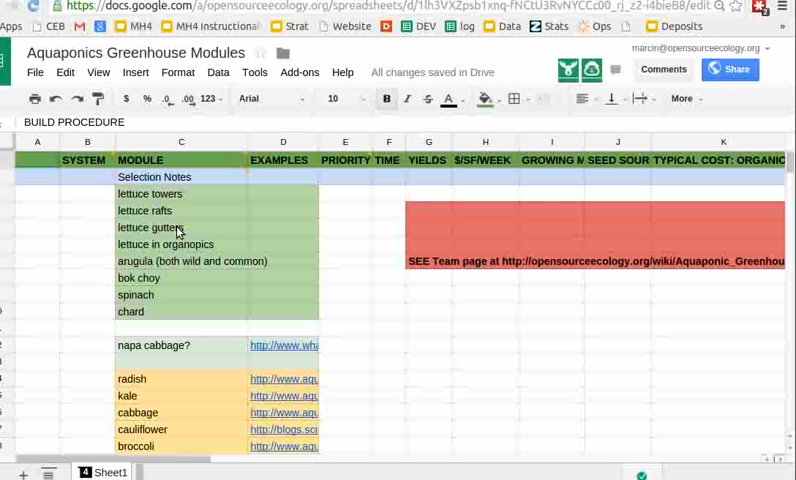 https://docs.google.com/a/opensourceecology.org/spreadsheets/d/1lh3VXZpsb1xnq-fNCtU3RvNYCCc00_rj_z2-i4bieB8/edit
Apps CEB MH4 MH4 Instructional Strat Website DEV log Data Stats Ops Deposits
Aquaponics Greenhouse Modules
marcin@opensourceecology.org
File Edit View Insert Format Data Tools Add-ons Help All changes saved in Drive
Comments Share
$ % .0 .00 123 Arial 10 B I S A More
BUILD PROCEDURE
A B C D E F G H I J K
SYSTEM MODULE EXAMPLES PRIORITY TIME YIELDS $/SF/WEEK GROWING M SEED SOUR TYPICAL COST: ORGANIC
Selection Notes
lettuce towers
lettuce rafts
lettuce gutters
lettuce in organopics
arugula (both wild and common) SEE Team page at http://opensourceecology.org/wiki/Aquaponic_Greenhou
bok choy
spinach
chard
napa cabbage? http://www.wha
radish http://www.aqu
kale http://www.aqu
cabbage http://www.aqu
cauliflower http://blogs.sci
broccoli http://www.aqu
4 Sheet1